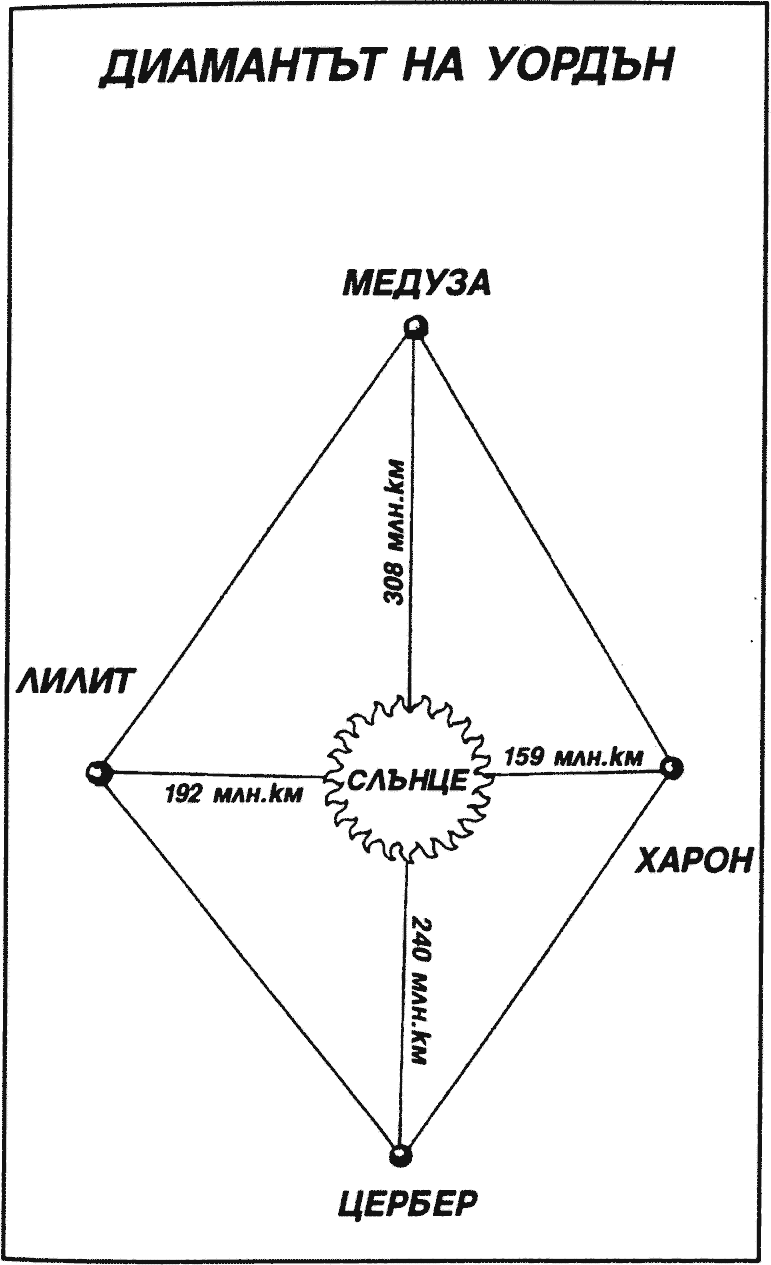 ДИАМАНТЪТ НА УОРДЪН
МЕДУЗА
308 млн.км
ЛИЛИТ
159 млн.км
192 млн.км
СЛЪНЦЕ
ХАРОН
240 млн.км
ЦЕРБЕР